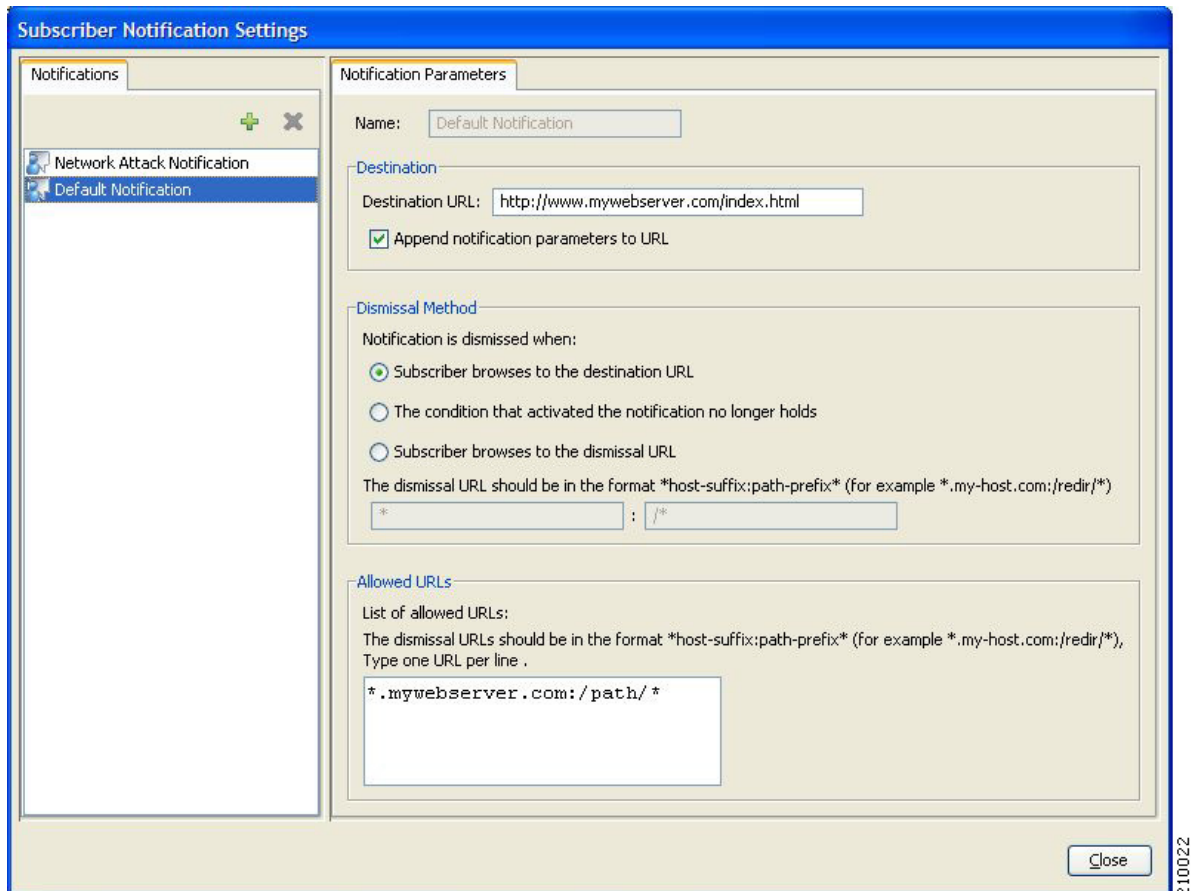 Subscriber Notification Settings
Notifications
Network Attack Notification
Default Notification
Notification Parameters
Name: Default Notification
Destination
Destination URL: http://www.mywebserver.com/index.html
Append notification parameters to URL
Dismissal Method
Notification is dismissed when:
Subscriber browses to the destination URL
The condition that activated the notification no longer holds
Subscriber browses to the dismissal URL
The dismissal URL should be in the format *host-suffix:path-prefix* (for example *.my-host.com:/redir/*)
* : /*
Allowed URLs
List of allowed URLs:
The dismissal URLs should be in the format *host-suffix:path-prefix* (for example *.my-host.com:/redir/*),
Type one URL per line .
*.mywebserver.com:/path/*
Close